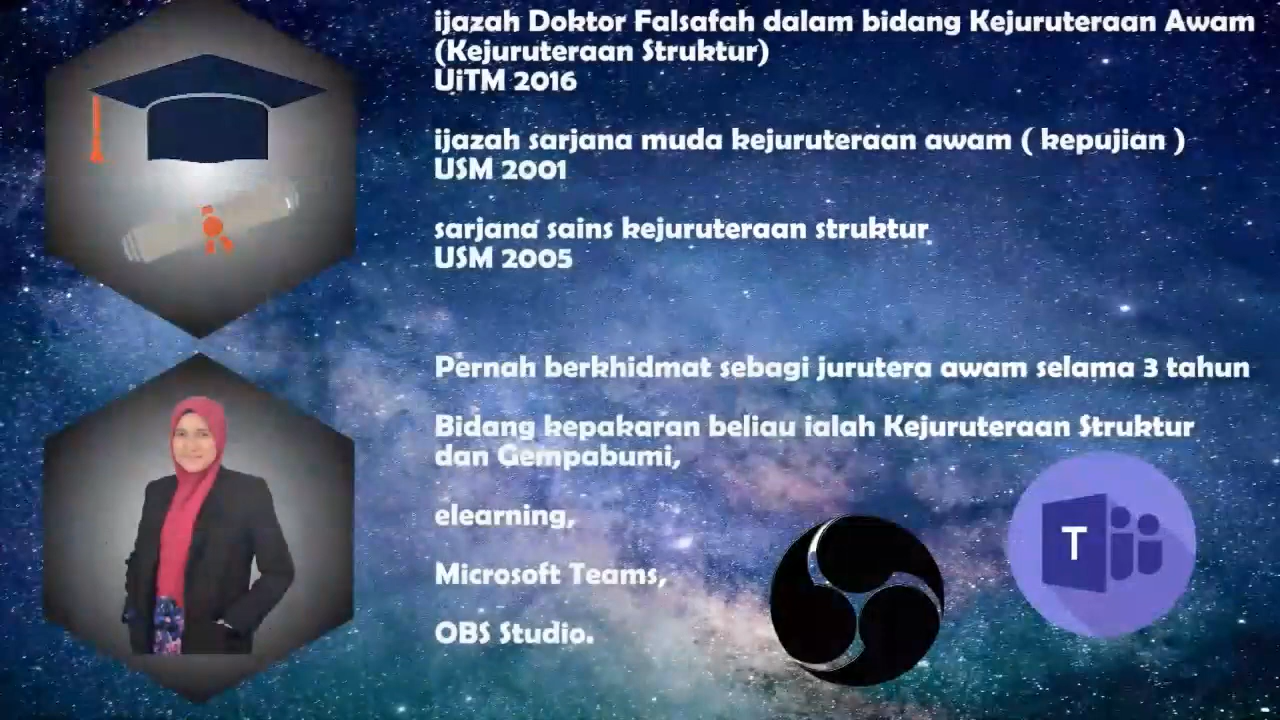 ijazah Doktor Falsafah dalam bidang Kejuruteraan Awam
(Kejuruteraan Struktur)
UiTM 2016
ijazah sarjana muda kejuruteraan awam ( kepujian )
USM 2001
sarjana sains kejuruteraan struktur
USM 2005
Pernah berkhidmat sebagi jurutera awam selama 3 tahun
Bidang kepakaran beliau ialah Kejuruteraan Struktur
dan Gempabumi,
elearning,
Microsoft Teams,
OBS Studio.
T